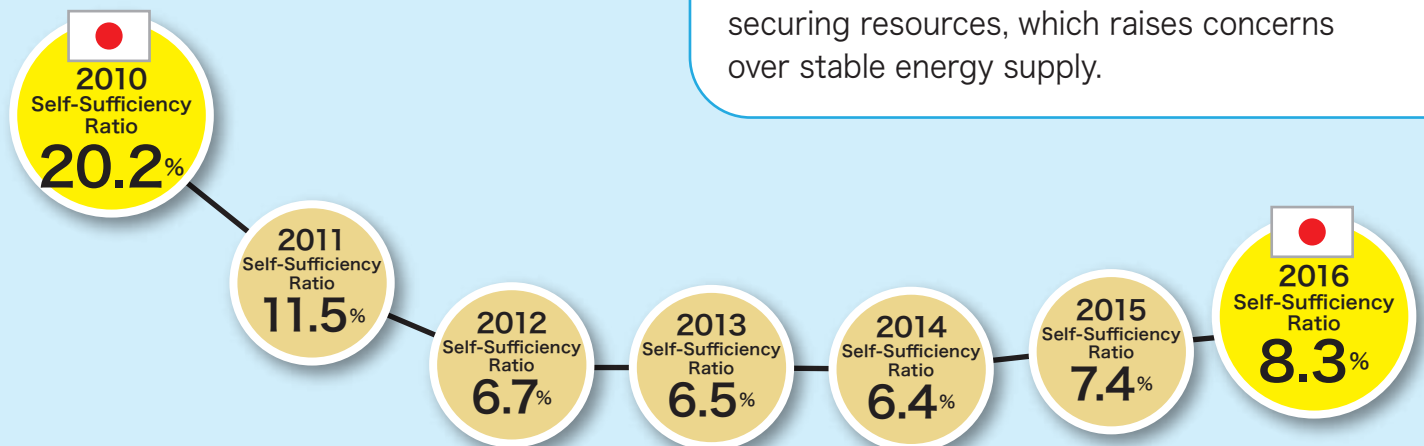 securing resources, which raises concerns
over stable energy supply.
2010
Self-Sufficiency
Ratio
20.2%
2011
Self-Sufficiency
Ratio
11.5%
2012
Self-Sufficiency
Ratio
6.7%
2013
Self-Sufficiency
Ratio
6.5%
2014
Self-Sufficiency
Ratio
6.4%
2015
Self-Sufficiency
Ratio
7.4%
2016
Self-Sufficiency
Ratio
8.3%